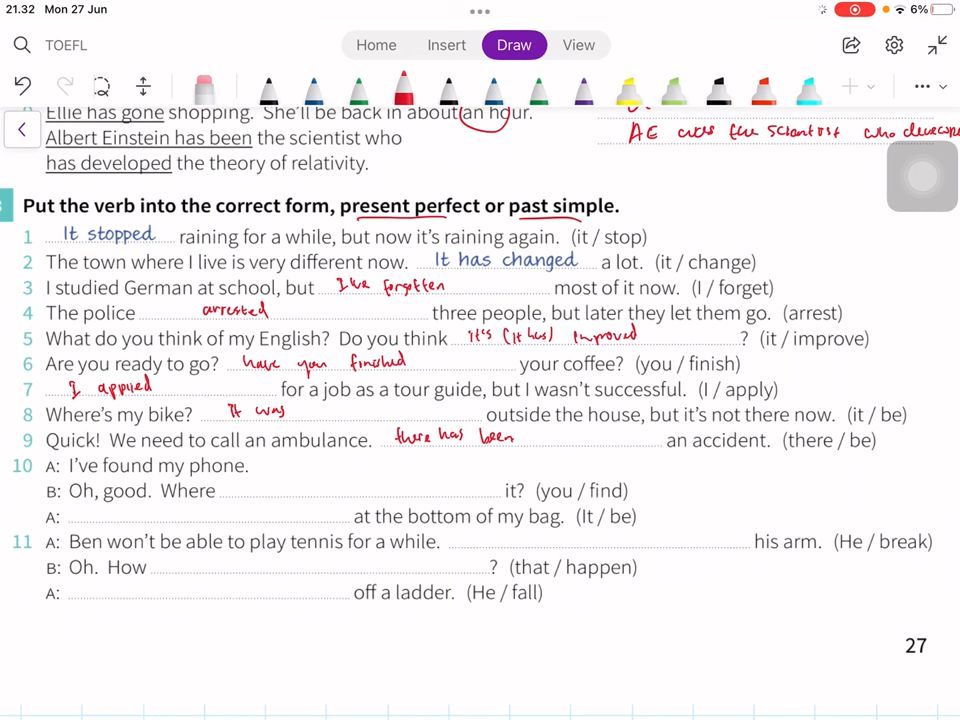 21.32 Mon 27 Jun
6%
TOEFL
Home Insert Draw View
Ellie has gone shopping. She'll be back in about an hour.
Albert Einstein has been the scientist who
AE was the scientist who
has developed the theory of relativity.
Put the verb into the correct form, present perfect or past simple.
1 It stopped raining for a while, but now it's raining again. (it / stop)
2 The town where I live is very different now. It has changed a lot. (it / change)
3 I studied German at school, but I've forgotten most of it now. (I / forget)
4 The police arrested three people, but later they let them go. (arrest)
5 What do you think of my English? Do you think it's (it has) improved ? (it / improve)
6 Are you ready to go? have you finished your coffee? (you / finish)
7 I applied for a job as a tour guide, but I wasn't successful. (I / apply)
8 Where's my bike? it was outside the house, but it's not there now. (it / be)
9 Quick! We need to call an ambulance. there has been an accident. (there / be)
10 A: I've found my phone.
B: Oh, good. Where it? (you / find)
A: at the bottom of my bag. (It / be)
11 A: Ben won't be able to play tennis for a while. his arm. (He / break)
B: Oh. How ? (that / happen)
A: off a ladder. (He / fall)
27